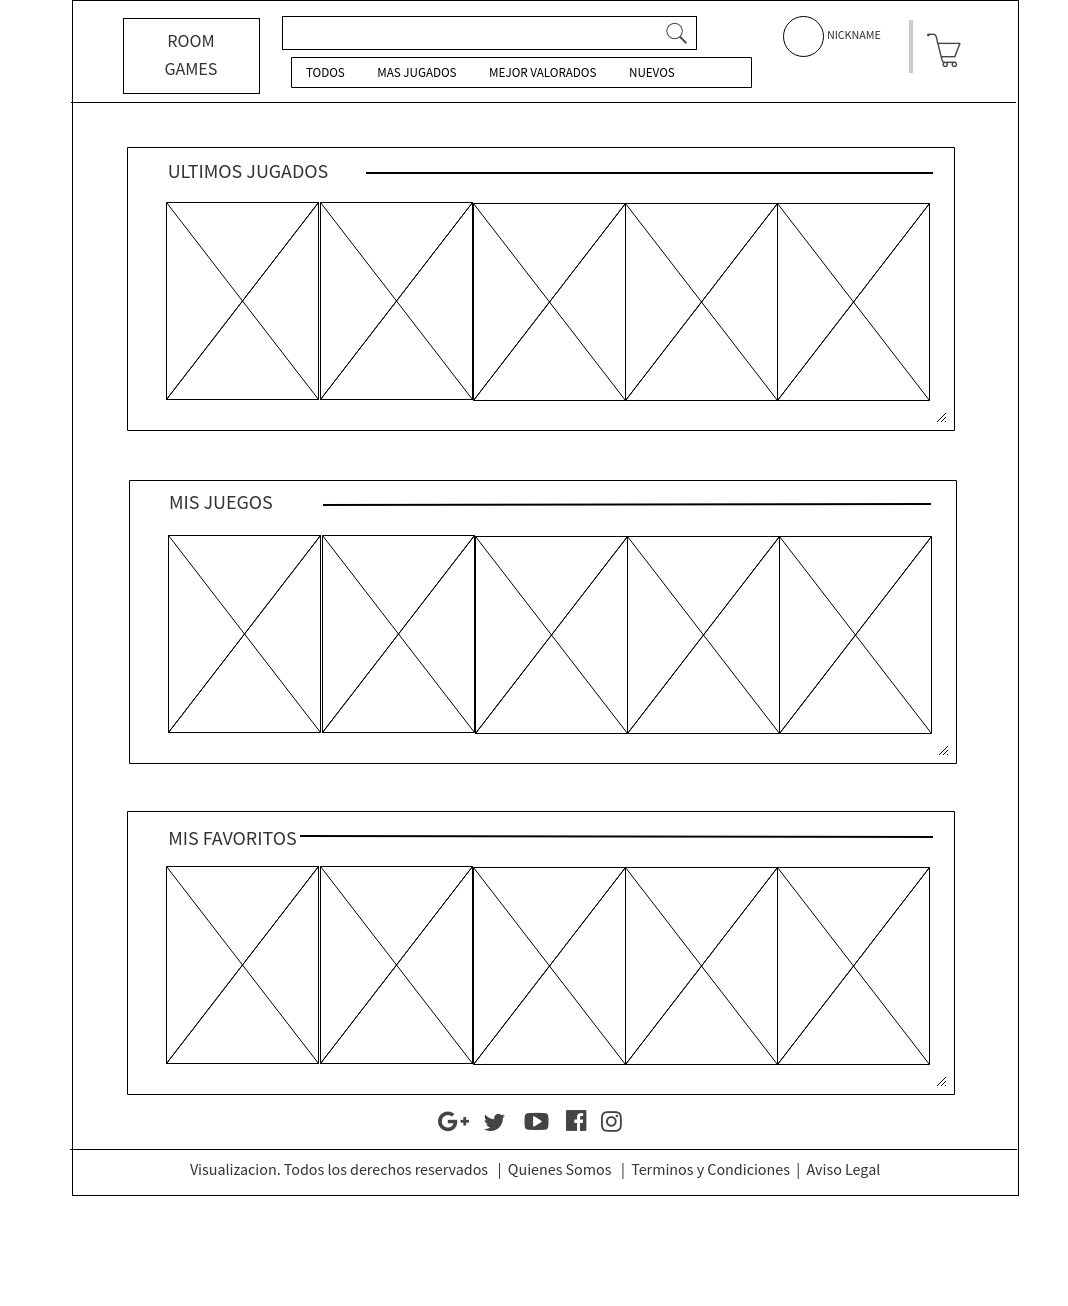 ROOM
GAMES
NICKNAME
TODOS MAS JUGADOS MEJOR VALORADOS NUEVOS
ULTIMOS JUGADOS
MIS JUEGOS
MIS FAVORITOS
Visualizacion. Todos los derechos reservados | Quienes Somos | Terminos y Condiciones | Aviso Legal